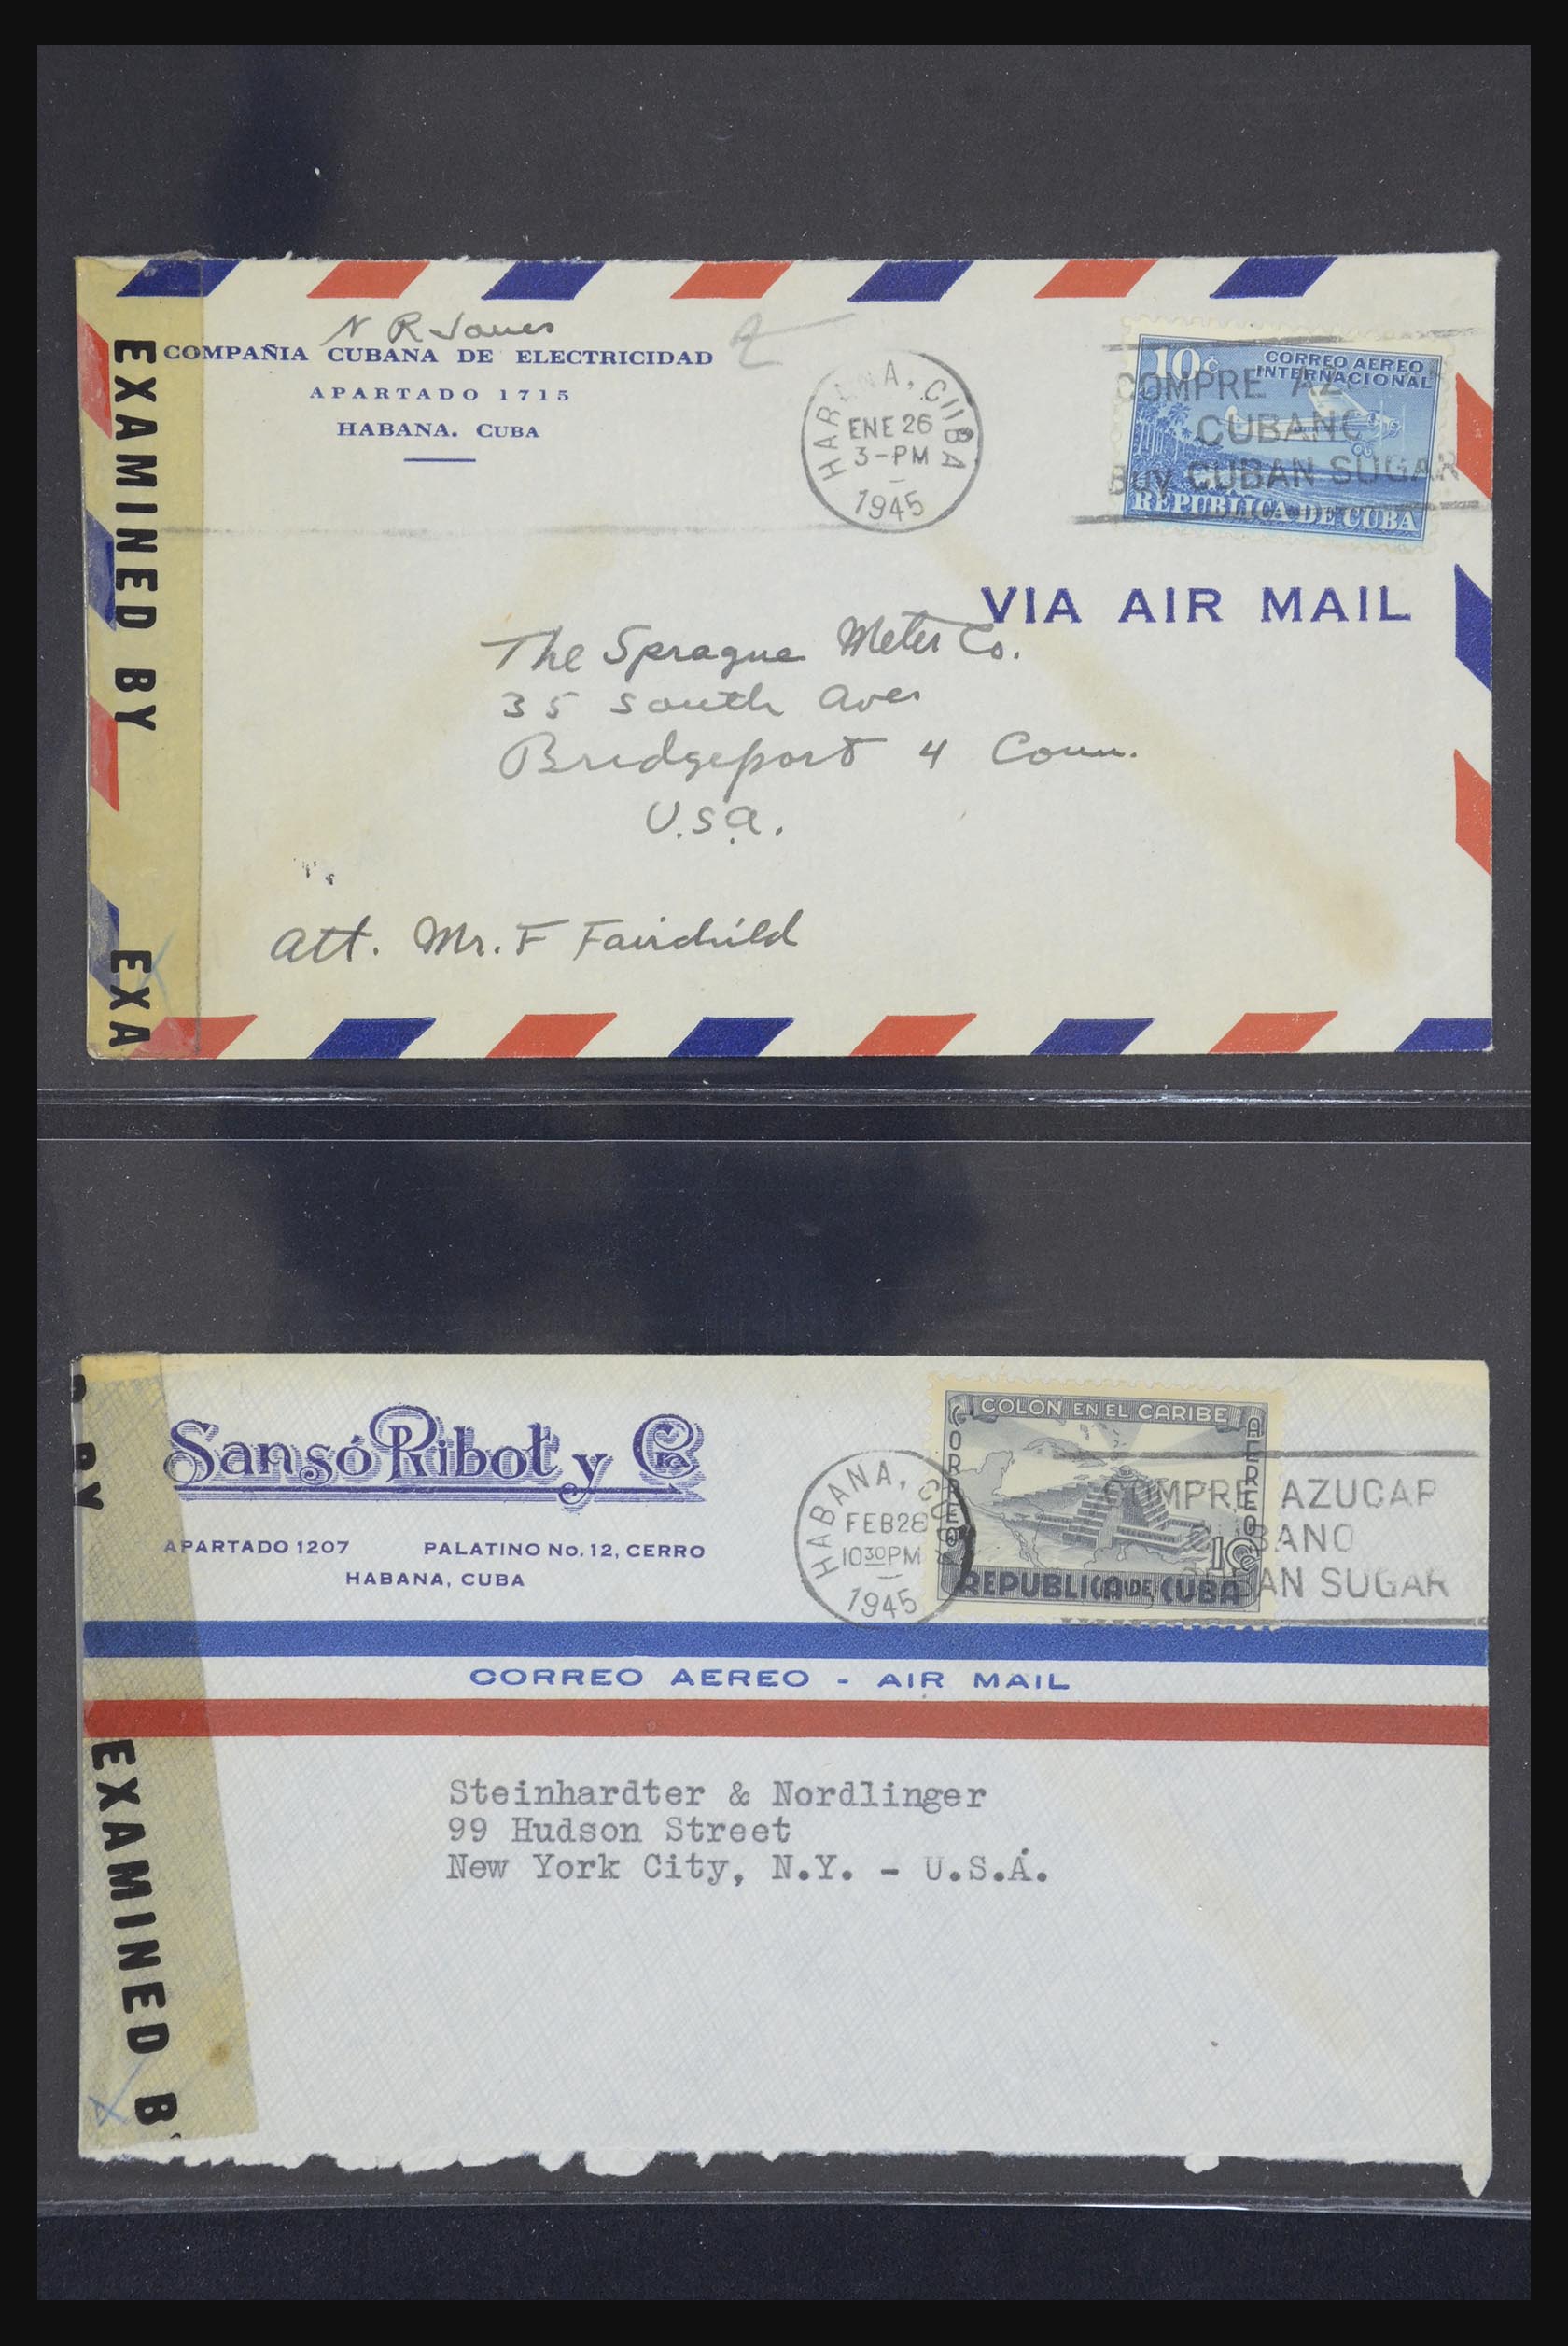 N R Jones
COMPAÑIA CUBANA DE ELECTRICIDAD
APARTADO 1715
HABANA. CUBA
HABANA, CUBA
ENE 26
3-PM
1945
10¢ CORREO AEREO
INTERNACIONAL
REPUBLICA DE CUBA
COMPRE AZ
CUBANO
BUY CUBAN SUGAR
VIA AIR MAIL
The Sprague Meter Co.
35 South Ave
Bridgeport 4 Conn.
U.S.A.
Att. Mr. F Fairchild
EXAMINED BY
EXA
Sansó Ribot y Cia
APARTADO 1207 PALATINO No. 12, CERRO
HABANA, CUBA
HABANA, CUBA
FEB 28
10 30 PM
1945
COLON EN EL CARIBE
CORREO
AEREO
10
REPUBLICA DE CUBA
COMPRE AZUCAR
CUBANO
CUBAN SUGAR
CORREO AEREO - AIR MAIL
Steinhardter & Nordlinger
99 Hudson Street
New York City, N.Y. - U.S.A.
D BY
EXAMINED B